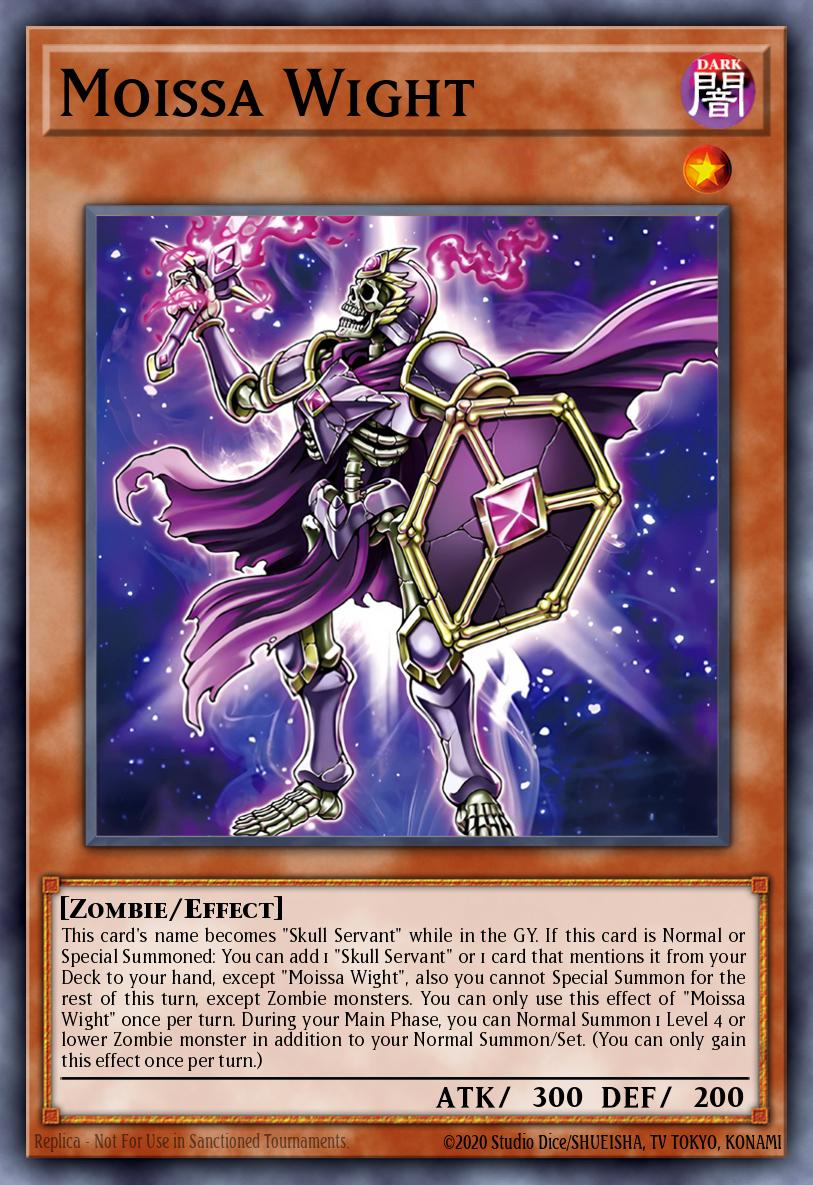 Moissa Wight
DARK
闇
[Zombie/Effect]
This card's name becomes "Skull Servant" while in the GY. If this card is Normal or
Special Summoned: You can add 1 "Skull Servant" or 1 card that mentions it from your
Deck to your hand, except "Moissa Wight", also you cannot Special Summon for the
rest of this turn, except Zombie monsters. You can only use this effect of "Moissa
Wight" once per turn. During your Main Phase, you can Normal Summon 1 Level 4 or
lower Zombie monster in addition to your Normal Summon/Set. (You can only gain
this effect once per turn.)
ATK/ 300 DEF/ 200
Replica - Not For Use in Sanctioned Tournaments.
©2020 Studio Dice/SHUEISHA, TV TOKYO, KONAMI